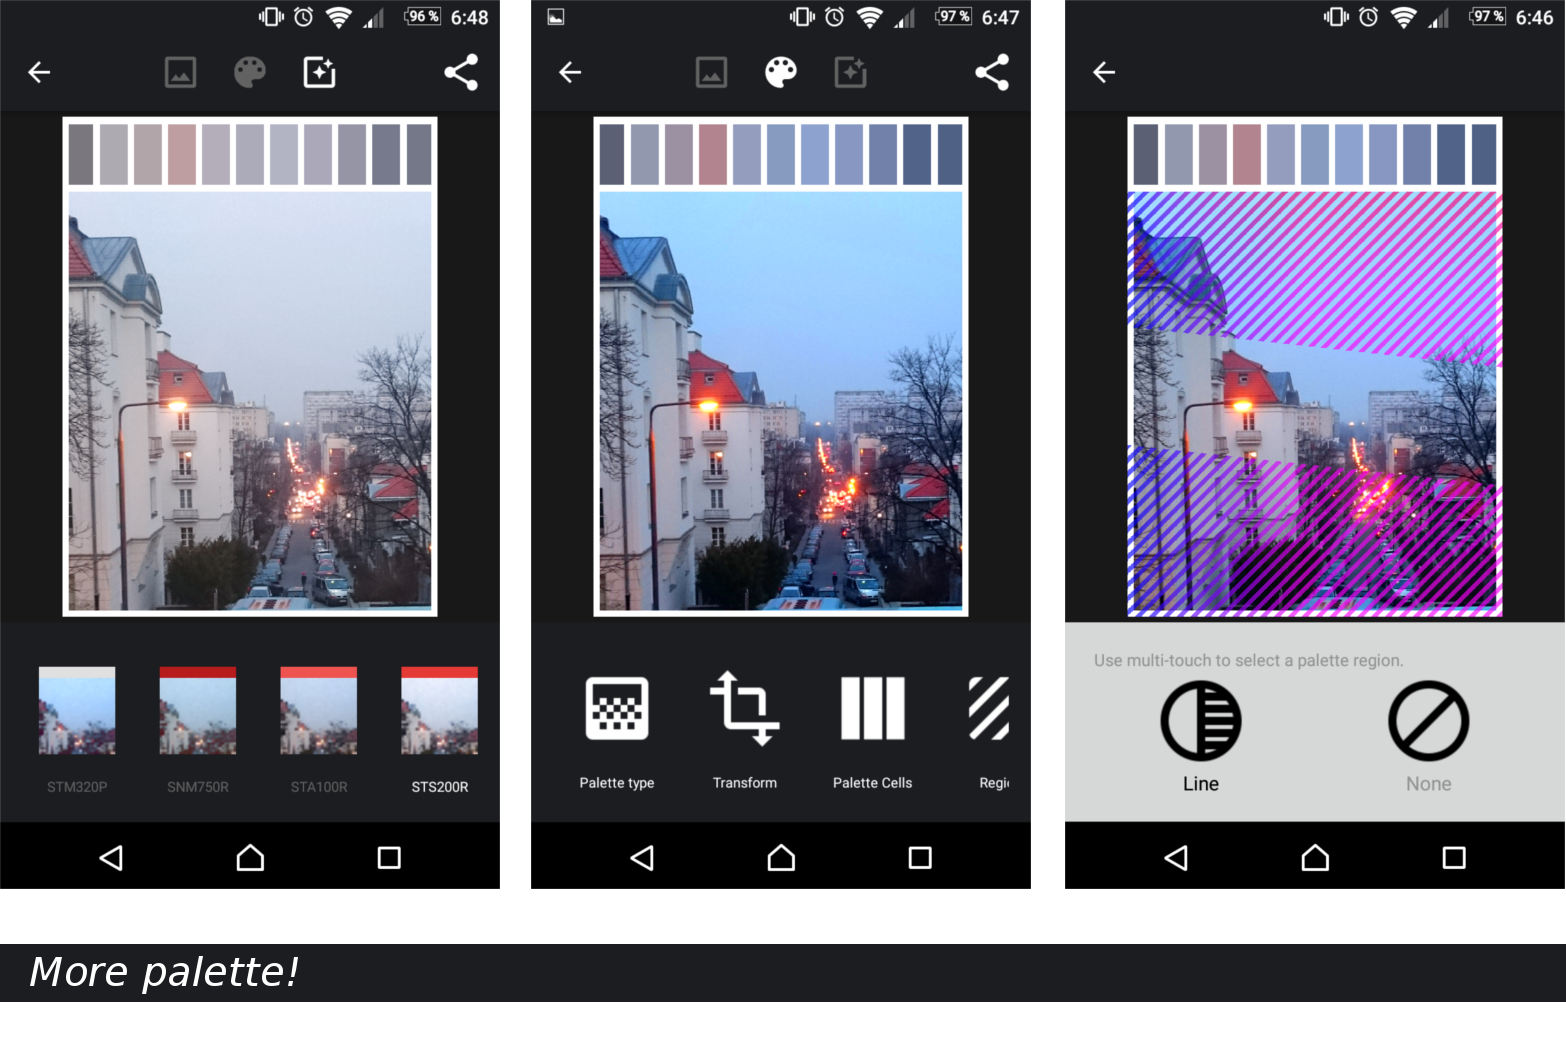 96 % 6:48
STM320P SNM750R STA100R STS200R
97 % 6:47
Palette type Transform Palette Cells Regi
97 % 6:46
Use multi-touch to select a palette region.
Line None
More palette!